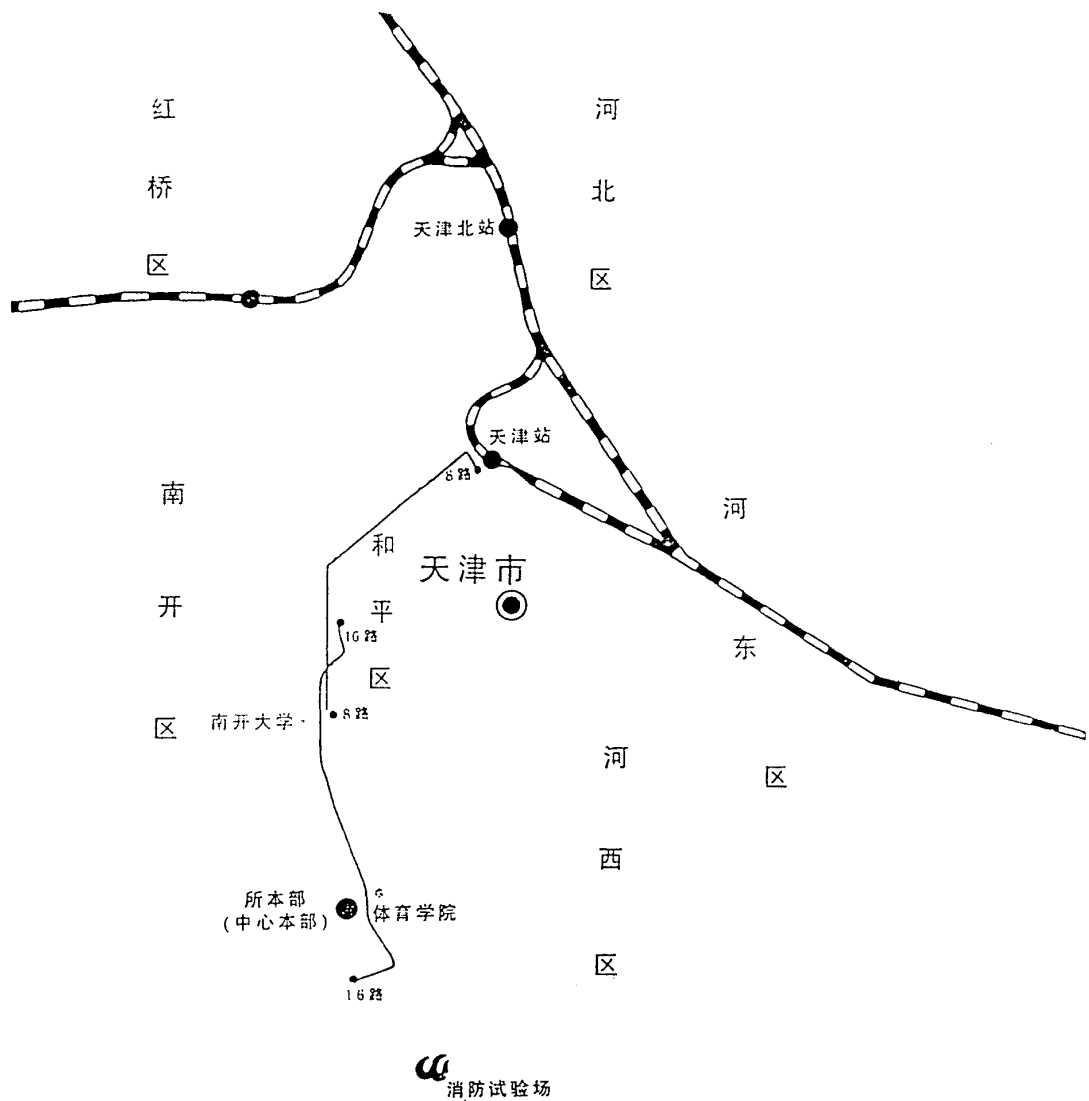 红桥区
河北区
天津北站
天津站
8路
南开区
和平区
河东区
天津市
16路
南开大学
8路
河西区
所本部
(中心本部)
体育学院
16路
消防试验场